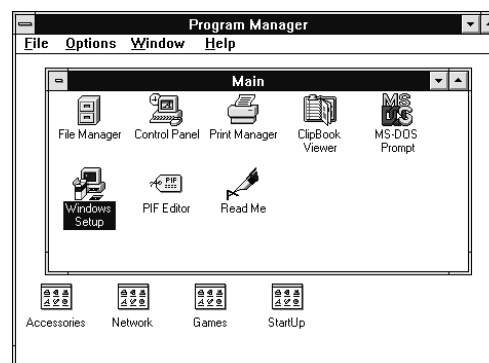 Program Manager
File Options Window Help
Main
File Manager Control Panel Print Manager ClipBook Viewer MS-DOS Prompt
Windows Setup PIF Editor Read Me
Accessories Network Games StartUp